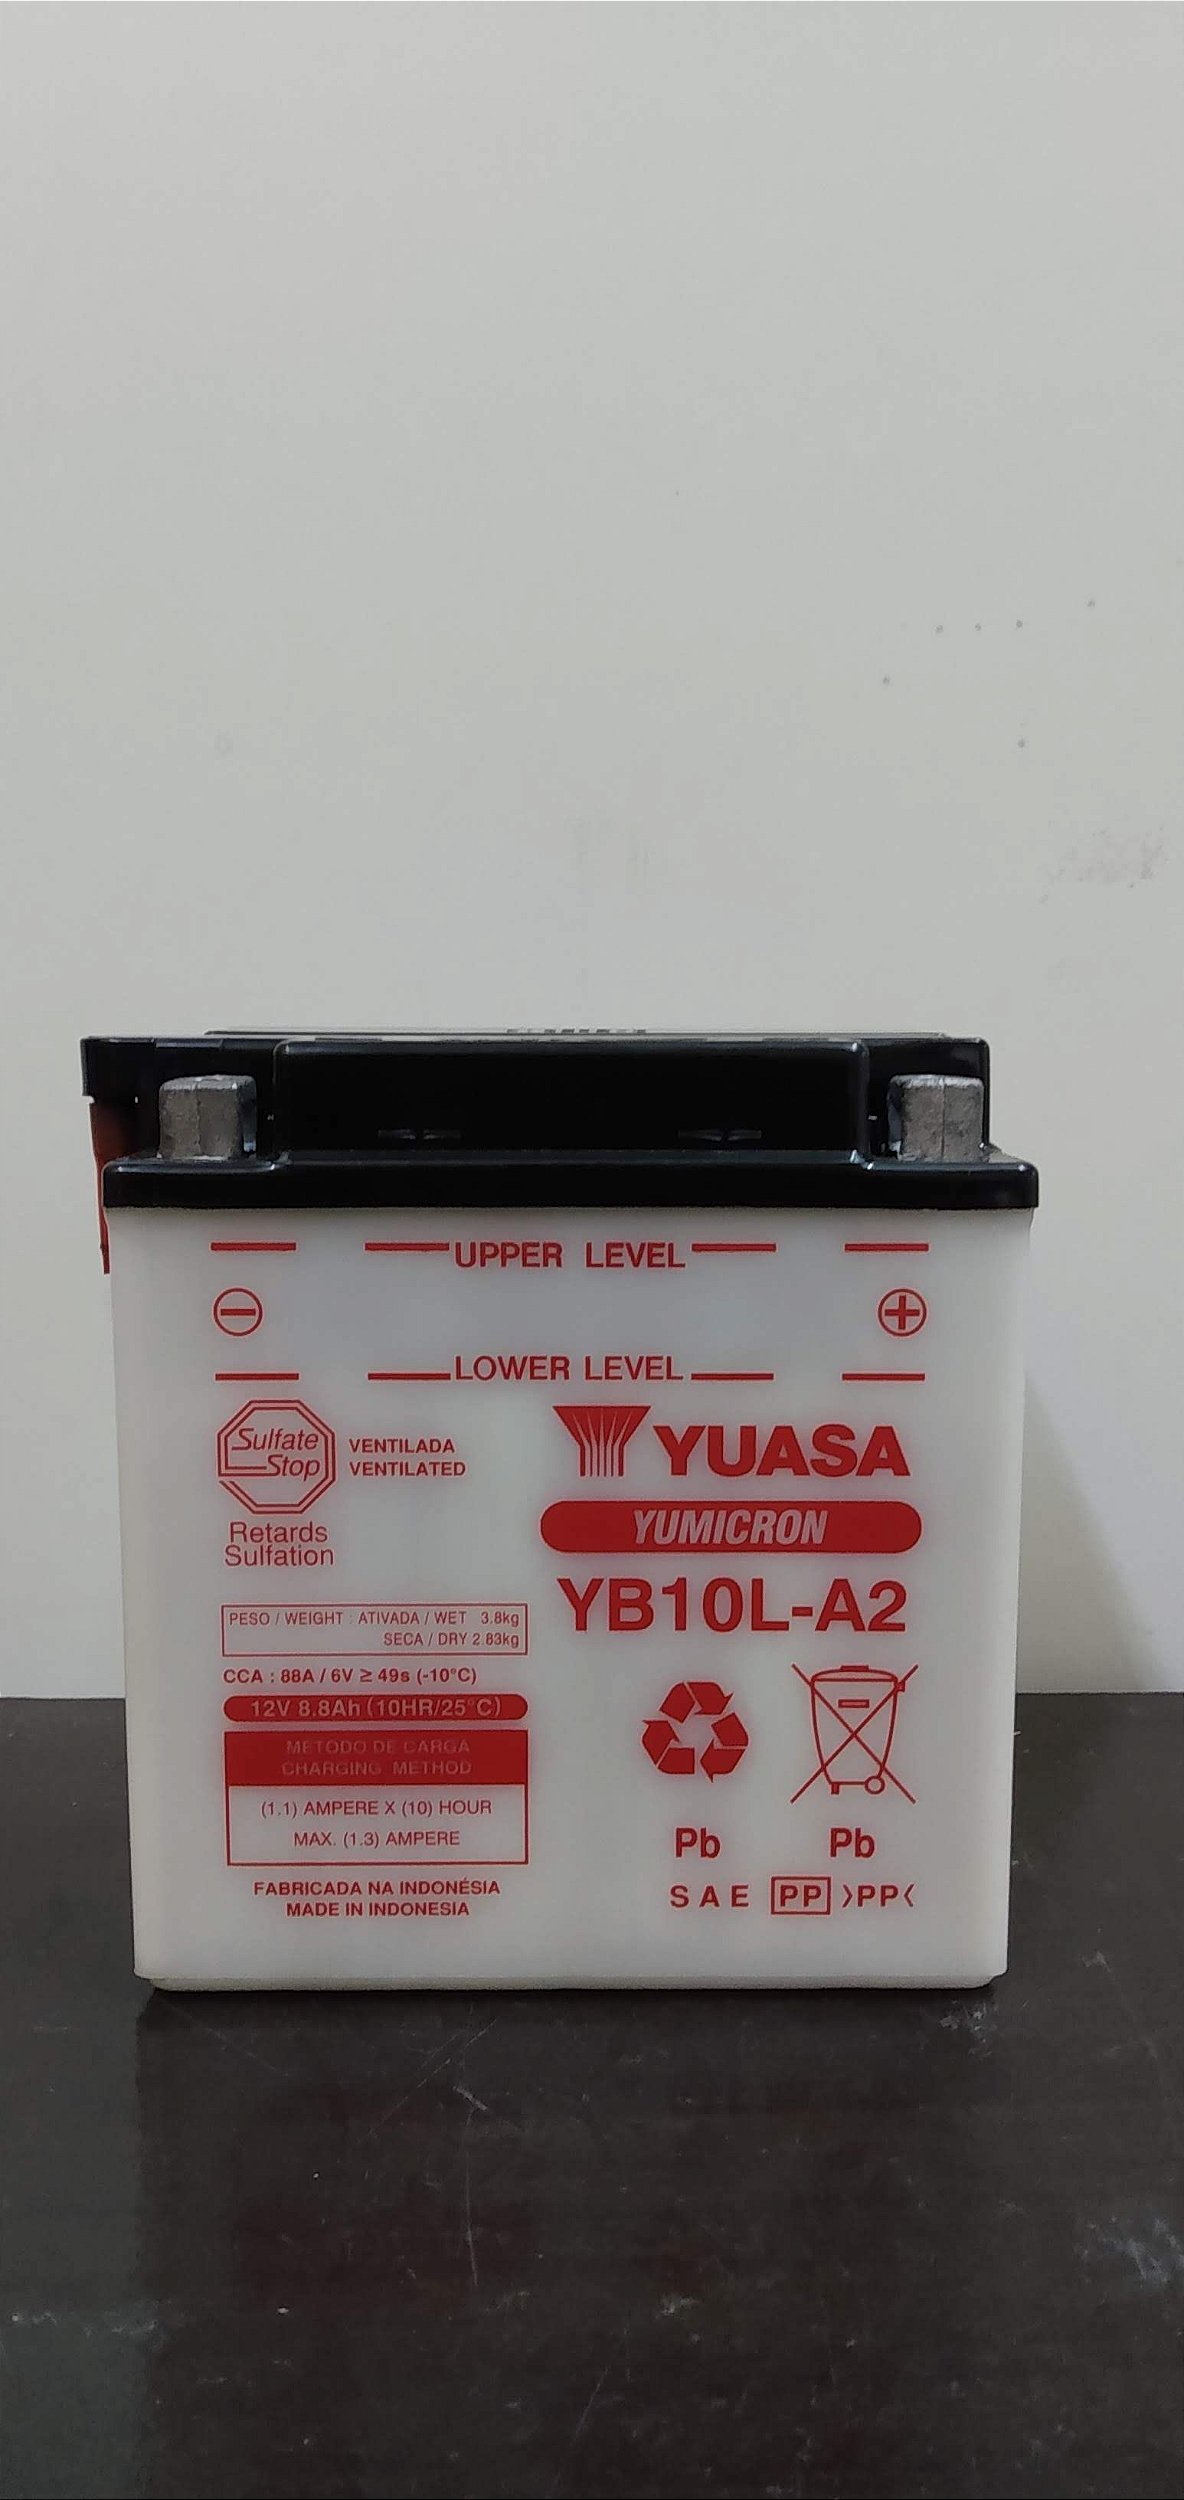 UPPER LEVEL
LOWER LEVEL
Sulfate
Stop
VENTILADA
VENTILATED
Retards
Sulfation
YUASA
YUMICRON
YB10L-A2
PESO / WEIGHT : ATIVADA / WET 3.8kg
SECA / DRY 2.83kg
CCA : 88A / 6V ≥ 49s (-10°C)
12V 8.8Ah (10HR/25°C)
METODO DE CARGA
CHARGING METHOD
(1.1) AMPERE X (10) HOUR
MAX. (1.3) AMPERE
FABRICADA NA INDONÉSIA
MADE IN INDONESIA
Pb
Pb
SAE PP >PP<